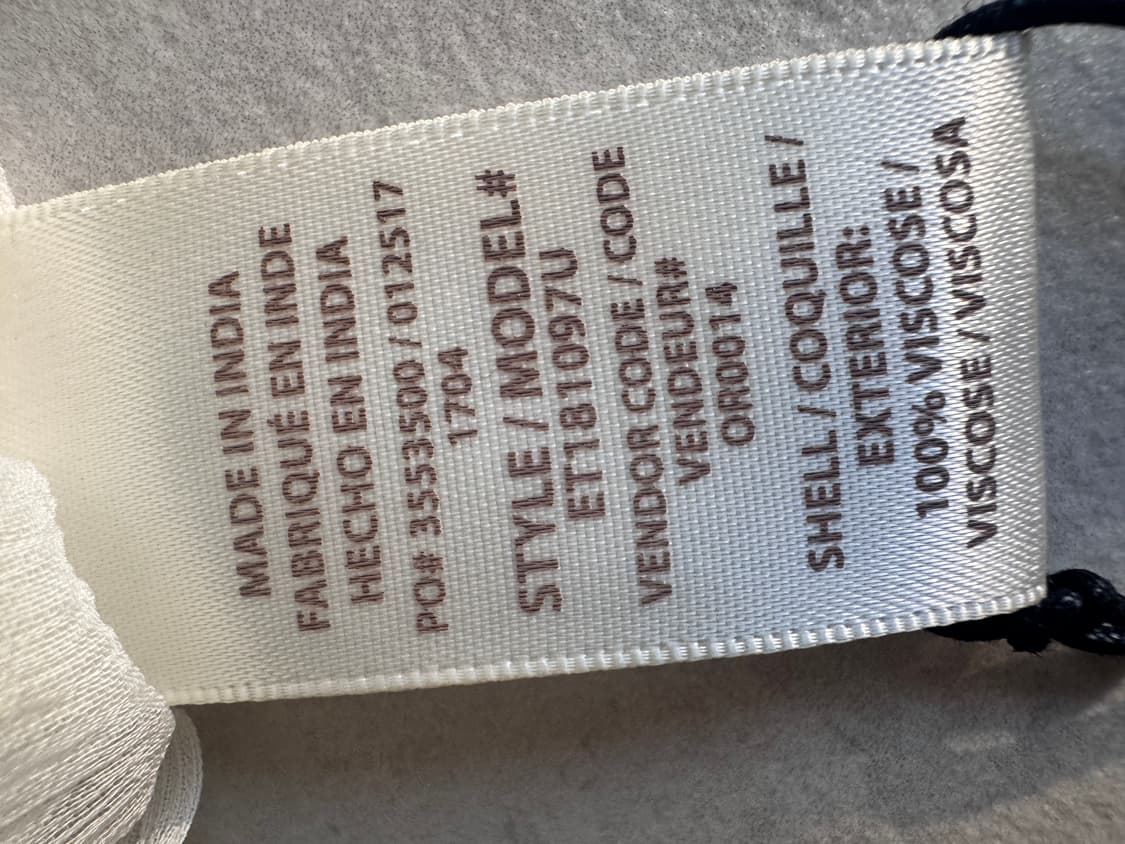 MADE IN INDIA
FABRIQUÉ EN INDE
HECHO EN INDIA
PO# 3553500 / 012517
1704
STYLE / MODEL#
ET181097U
VENDOR CODE / CODE
VENDEUR#
OR0014
SHELL / COQUILLE /
EXTERIOR:
100% VISCOSE /
VISCOSE / VISCOSA